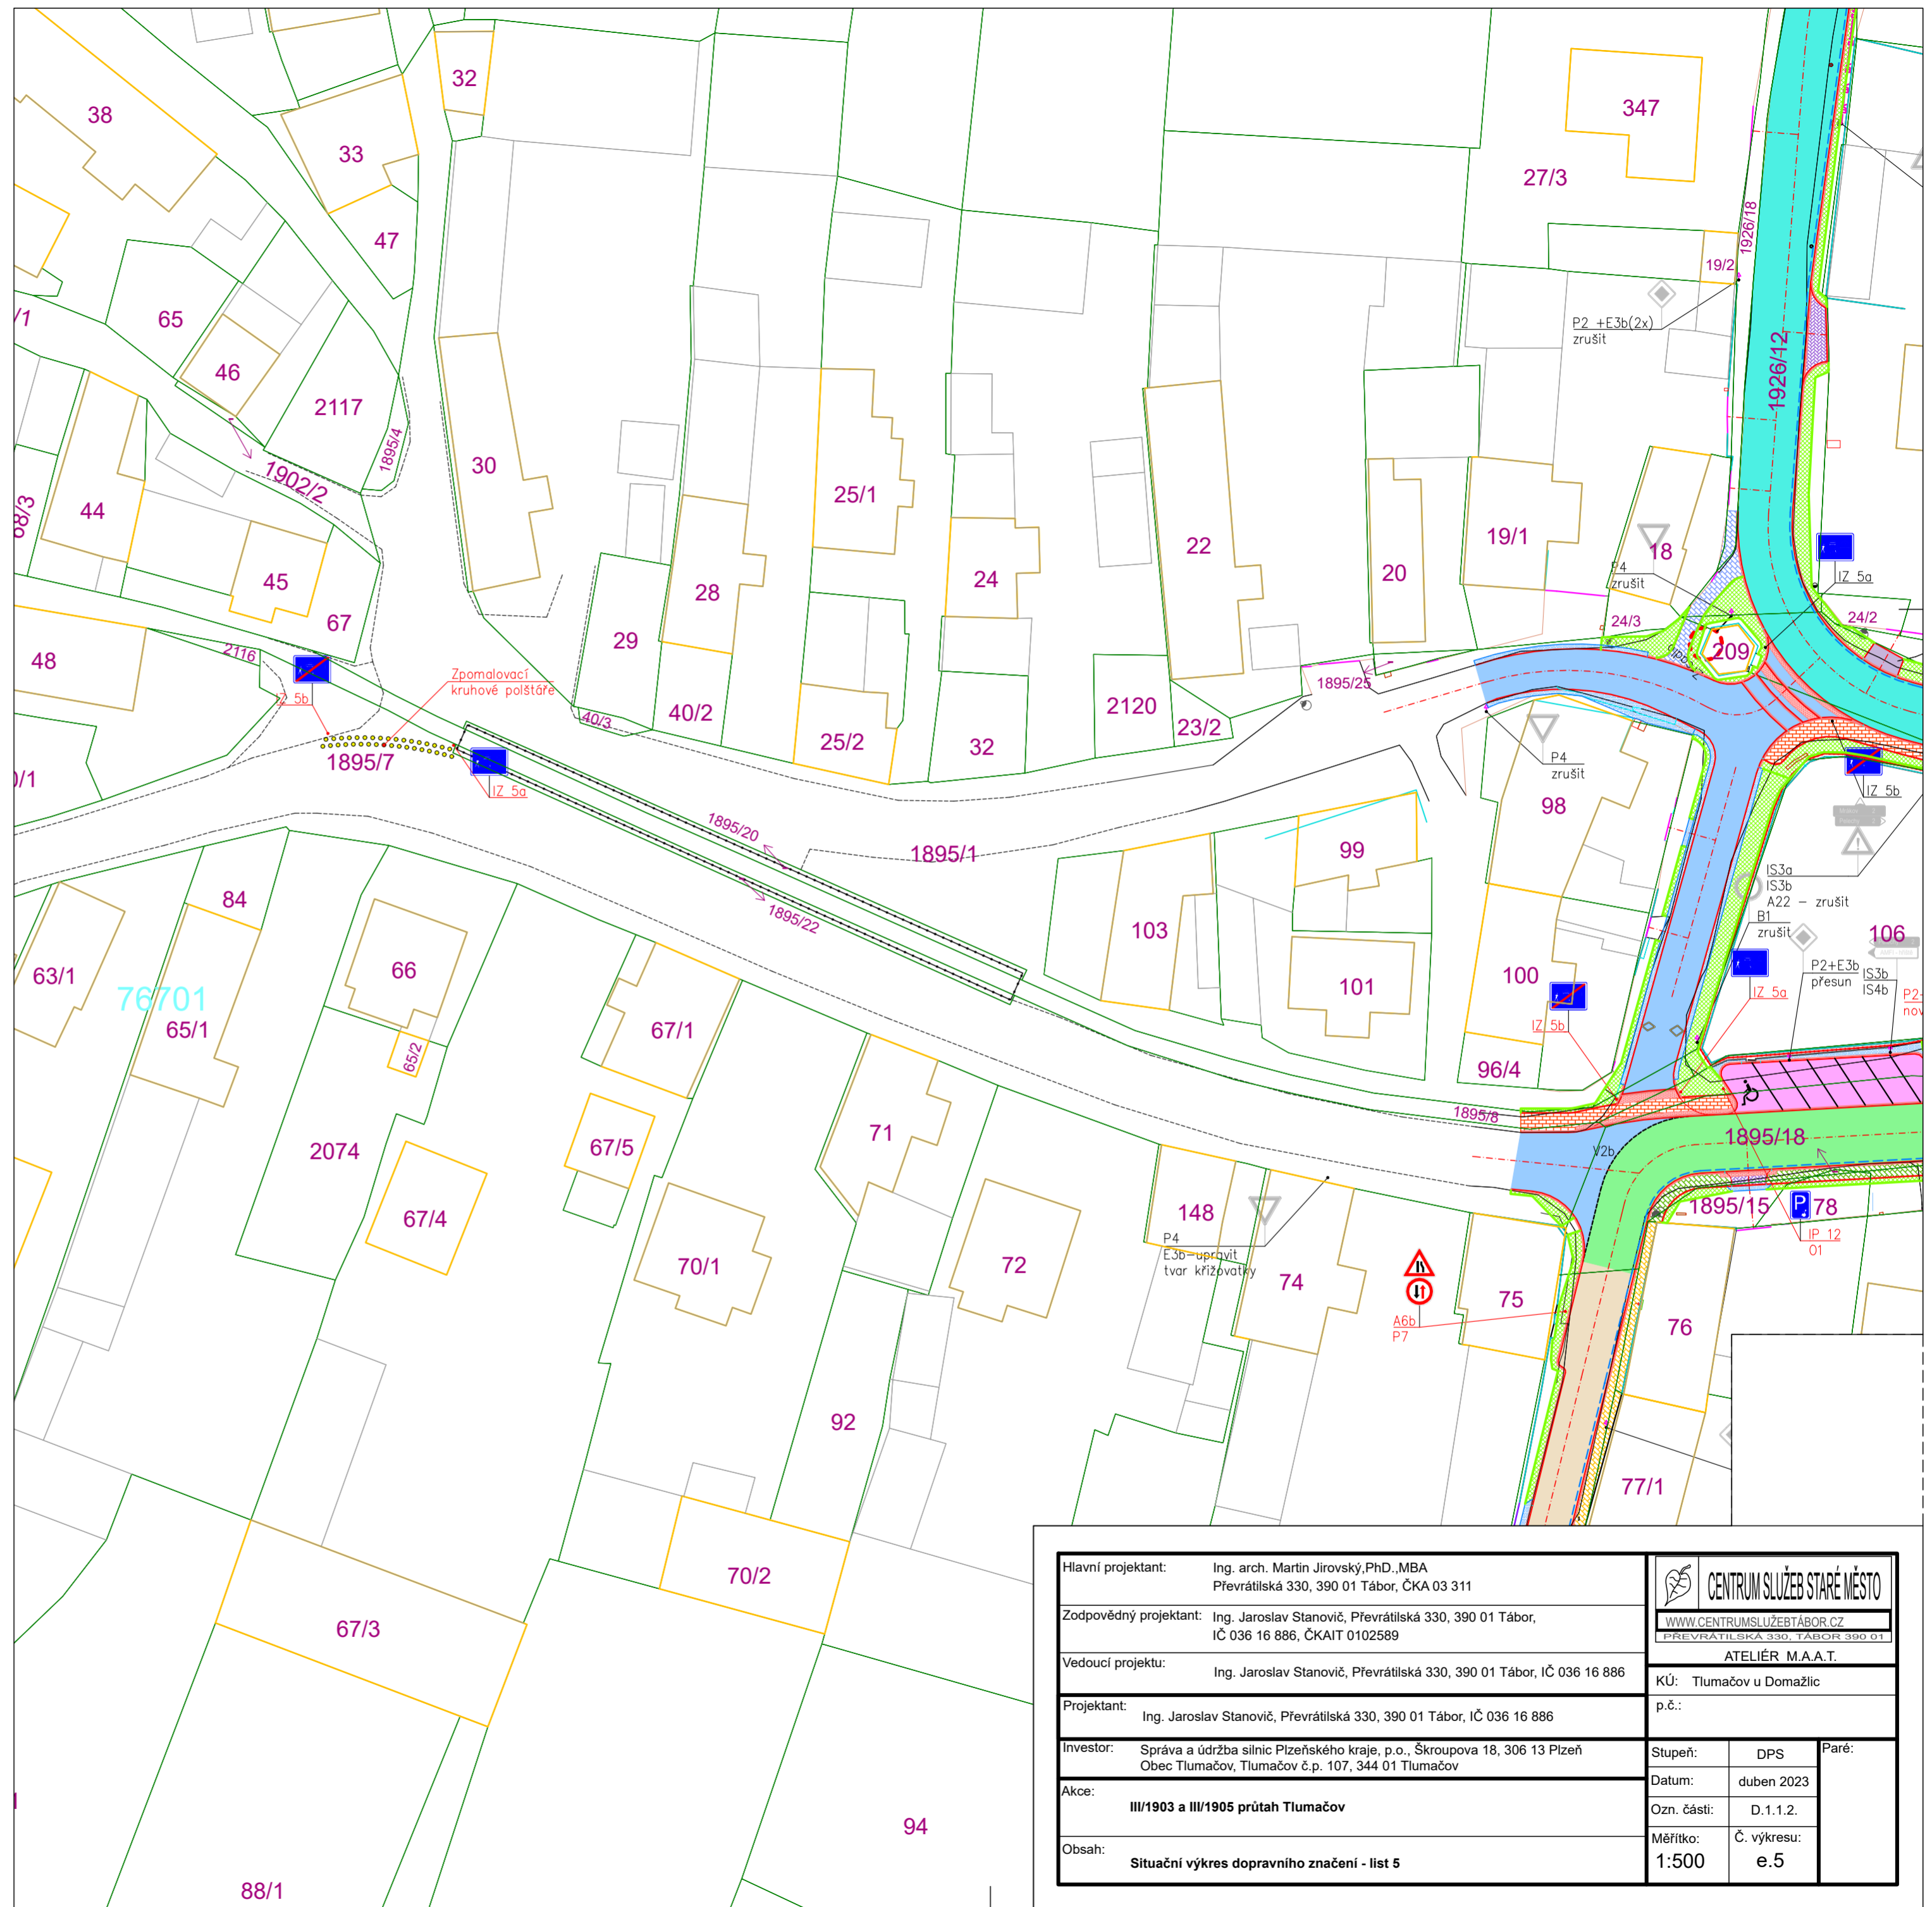 38
33
32
347
27/3
1926/18
19/2
47
65
46
2117
1895/4
1902/2
44
45
67
48
2116
30
29
28
25/1
24
22
20
19/1
18
P2 +E3b(2x)
zrušit
1926/12
P4
zrušit
IZ 5a
24/3
24/2
209
1895/25
IZ 5b
Zpomalovací
kruhové polštáře
40/3
40/2
25/2
32
2120
23/2
1895/7
IZ 5a
P4
zrušit
98
IZ 5b
1895/20
1895/1
1895/22
99
103
101
100
96/4
IS3a
IS3b
A22 – zrušit
B1
zrušit
106
P2+E3b
přesun
IS3b
IS4b
IZ 5a
IZ 5b
84
66
63/1
76701
65/1
65/2
67/1
67/5
71
2074
67/4
70/1
72
148
P4
E3b–upravit
tvar křižovatky
74
75
A6b
P7
1895/8
1895/18
V2b
1895/15
P
78
IP 12
O1
76
77/1
92
70/2
67/3
94
88/1
Hlavní projektant: Ing. arch. Martin Jirovský,PhD.,MBA
Převrátilská 330, 390 01 Tábor, ČKA 03 311
Zodpovědný projektant: Ing. Jaroslav Stanovič, Převrátilská 330, 390 01 Tábor,
IČ 036 16 886, ČKAIT 0102589
Vedoucí projektu: Ing. Jaroslav Stanovič, Převrátilská 330, 390 01 Tábor, IČ 036 16 886
Projektant: Ing. Jaroslav Stanovič, Převrátilská 330, 390 01 Tábor, IČ 036 16 886
Investor: Správa a údržba silnic Plzeňského kraje, p.o., Škroupova 18, 306 13 Plzeň
Obec Tlumačov, Tlumačov č.p. 107, 344 01 Tlumačov
Akce:
III/1903 a III/1905 průtah Tlumačov
Obsah:
Situační výkres dopravního značení - list 5
CENTRUM SLUŽEB STARÉ MĚSTO
WWW.CENTRUMSLUŽEBTÁBOR.CZ
PŘEVRÁTILSKÁ 330, TÁBOR 390 01
ATELIÉR M.A.A.T.
KÚ: Tlumačov u Domažlic
p.č.:
Stupeň: DPS
Paré:
Datum: duben 2023
Ozn. části: D.1.1.2.
Měřítko: Č. výkresu:
1:500 e.5